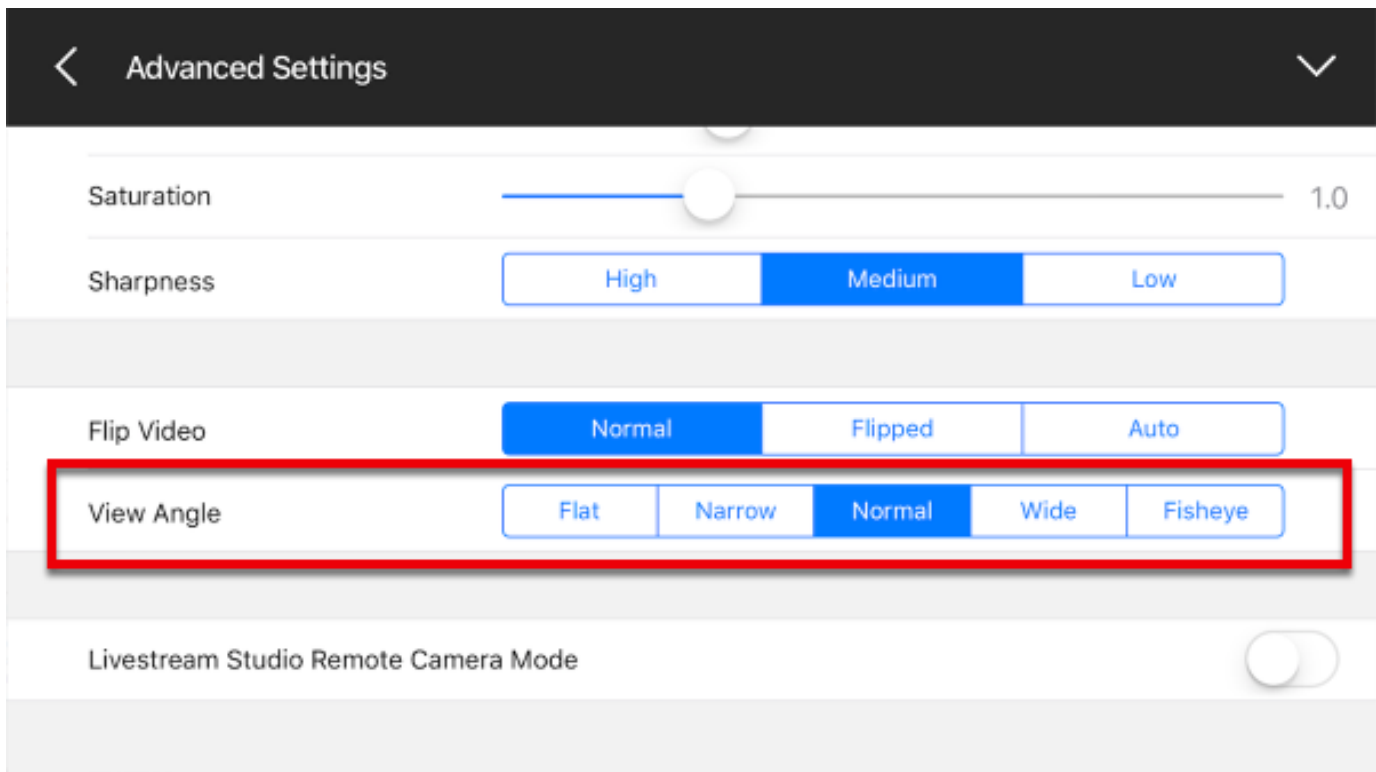 Advanced Settings
Saturation 1.0
Sharpness High Medium Low
Flip Video Normal Flipped Auto
View Angle Flat Narrow Normal Wide Fisheye
Livestream Studio Remote Camera Mode